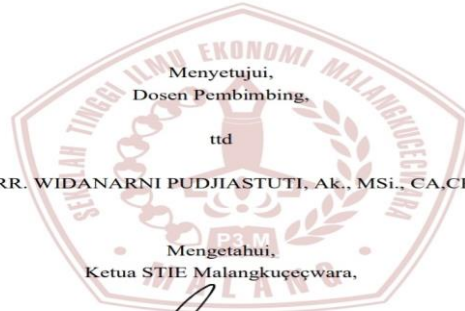 SEKOLAH TINGGI ILMU EKONOMI MALANGKUCECWARA
Menyetujui,
Dosen Pembimbing,
ttd
RR. WIDANARNI PUDJIASTUTI, Ak., MSi., CA,
P3M
Mengetahui,
Ketua STIE Malangkuçeçwara,
MALANG